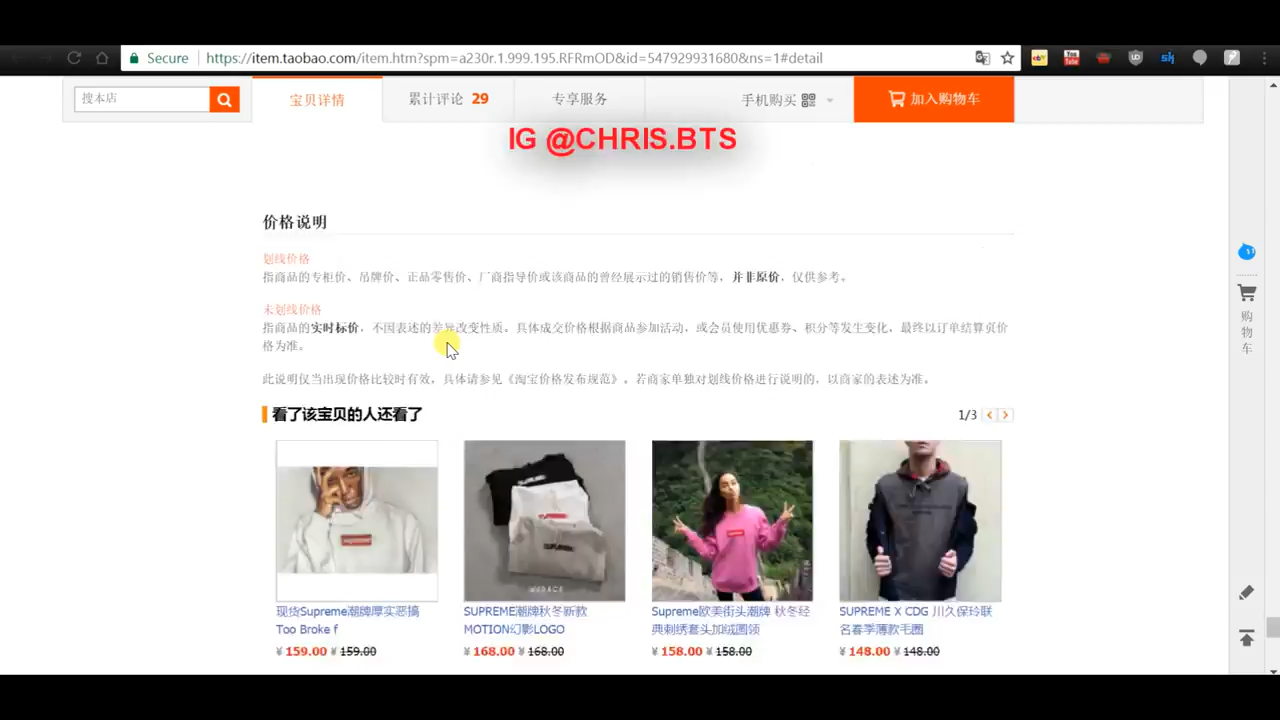 Secure https://item.taobao.com/item.htm?spm=a230r.1.999.195.RFRmOD&id=547929931680&ns=1#detail
搜本店 宝贝详情 累计评论 29 专享服务 手机购买 加入购物车
IG @CHRIS.BTS
价格说明
划线价格
指商品的专柜价、吊牌价、正品零售价、厂商指导价或该商品的曾经展示过的销售价等，并非原价，仅供参考。
未划线价格
指商品的实时标价，不因表述的差异改变性质。具体成交价格根据商品参加活动，或会员使用优惠券、积分等发生变化，最终以订单结算页价
格为准。
此说明仅当出现价格比较时有效，具体请参见《淘宝价格发布规范》。若商家单独对划线价格进行说明的，以商家的表述为准。
购物车
看了该宝贝的人还看了 1/3
现货Supreme潮牌厚实恶搞 SUPREME潮牌秋冬新款 Supreme欧美街头潮牌 秋冬经 SUPREME X CDG 川久保玲联
Too Broke f MOTION幻影LOGO 典刺绣套头加绒圆领 名春季薄款毛圈
¥ 159.00 ¥ 159.00 ¥ 168.00 ¥ 168.00 ¥ 158.00 ¥ 158.00 ¥ 148.00 ¥ 148.00